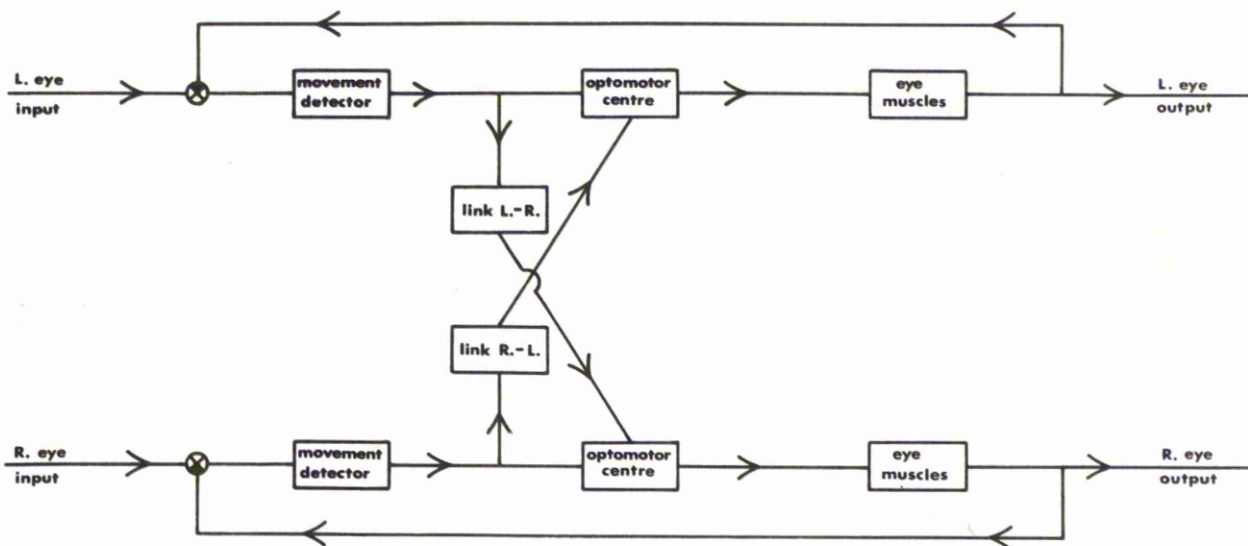 L. eye
input
movement
detector
optomotor
centre
eye
muscles
L. eye
output
link L.-R.
link R.-L.
R. eye
input
movement
detector
optomotor
centre
eye
muscles
R. eye
output